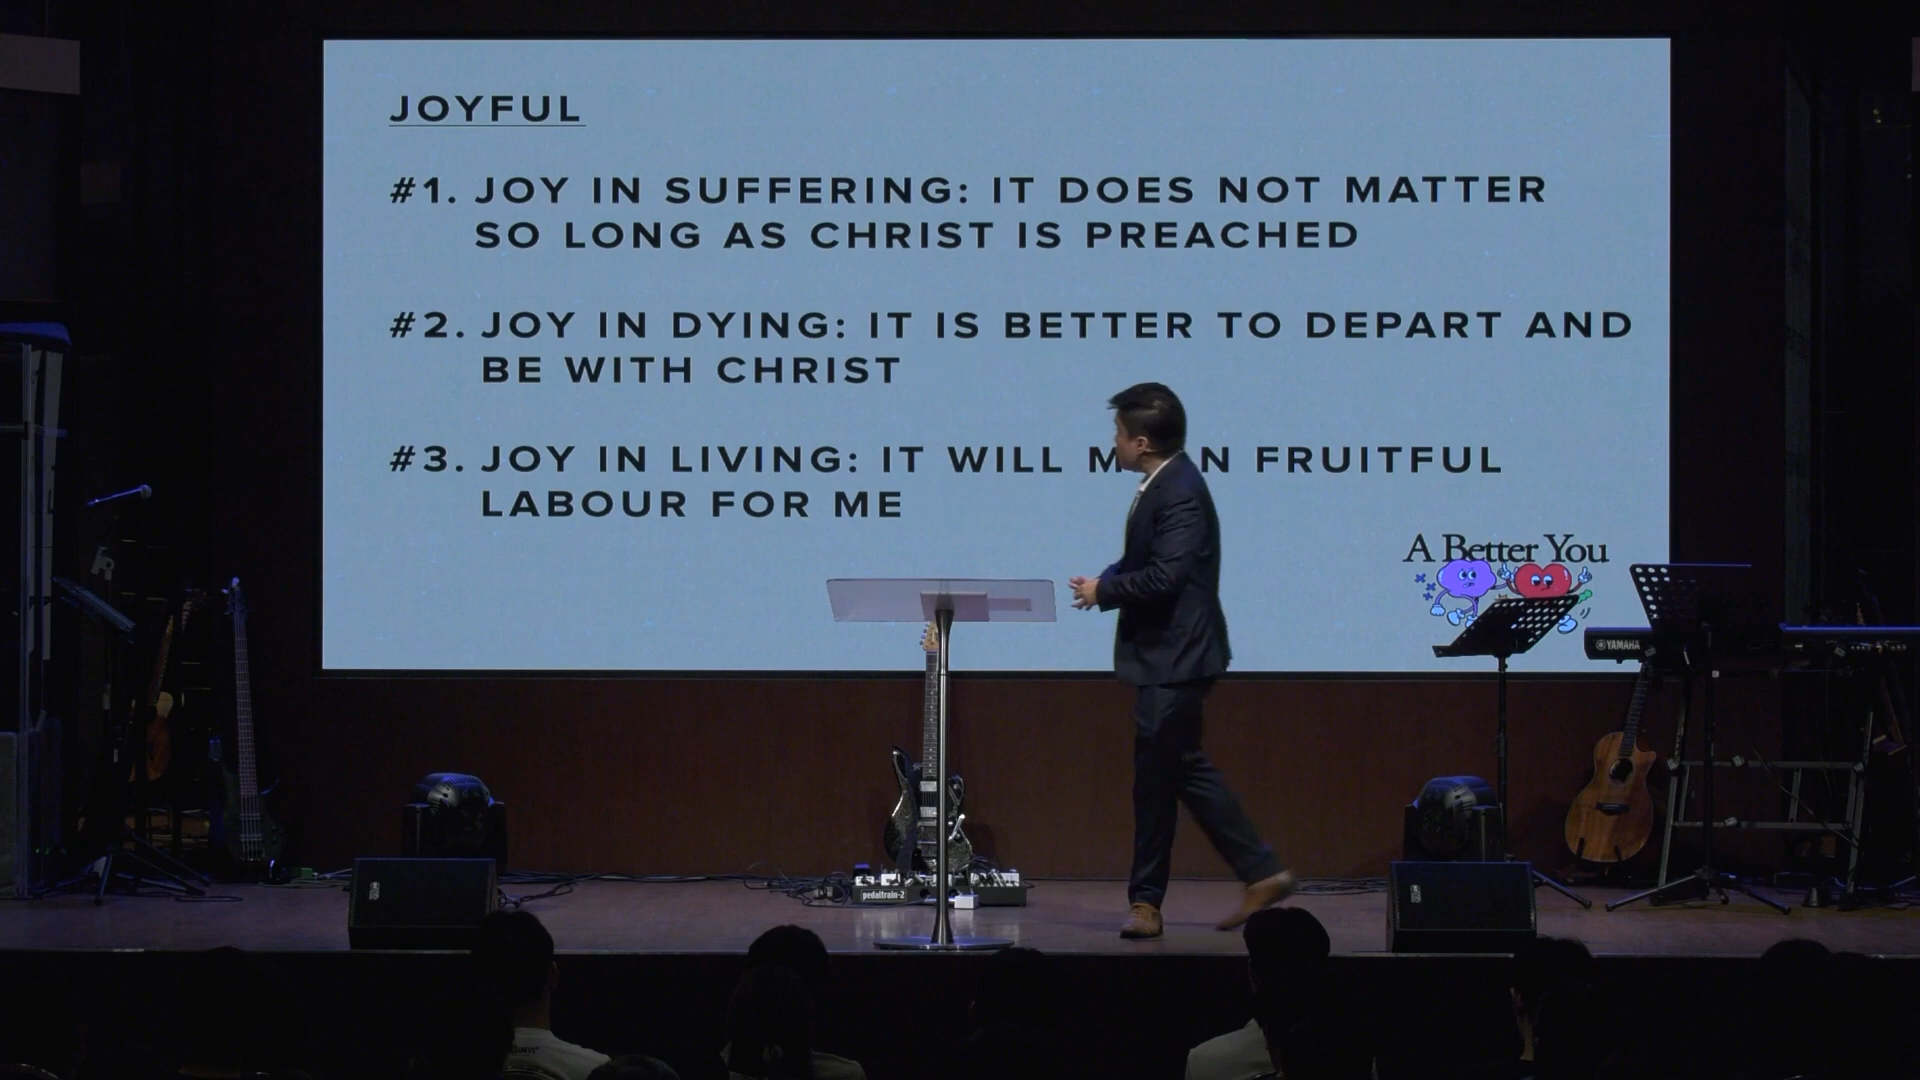 JOYFUL
#1. JOY IN SUFFERING: IT DOES NOT MATTER
SO LONG AS CHRIST IS PREACHED
#2. JOY IN DYING: IT IS BETTER TO DEPART AND
BE WITH CHRIST
#3. JOY IN LIVING: IT WILL M N FRUITFUL
LABOUR FOR ME
A Better You
YAMAHA
pedaltrain-2